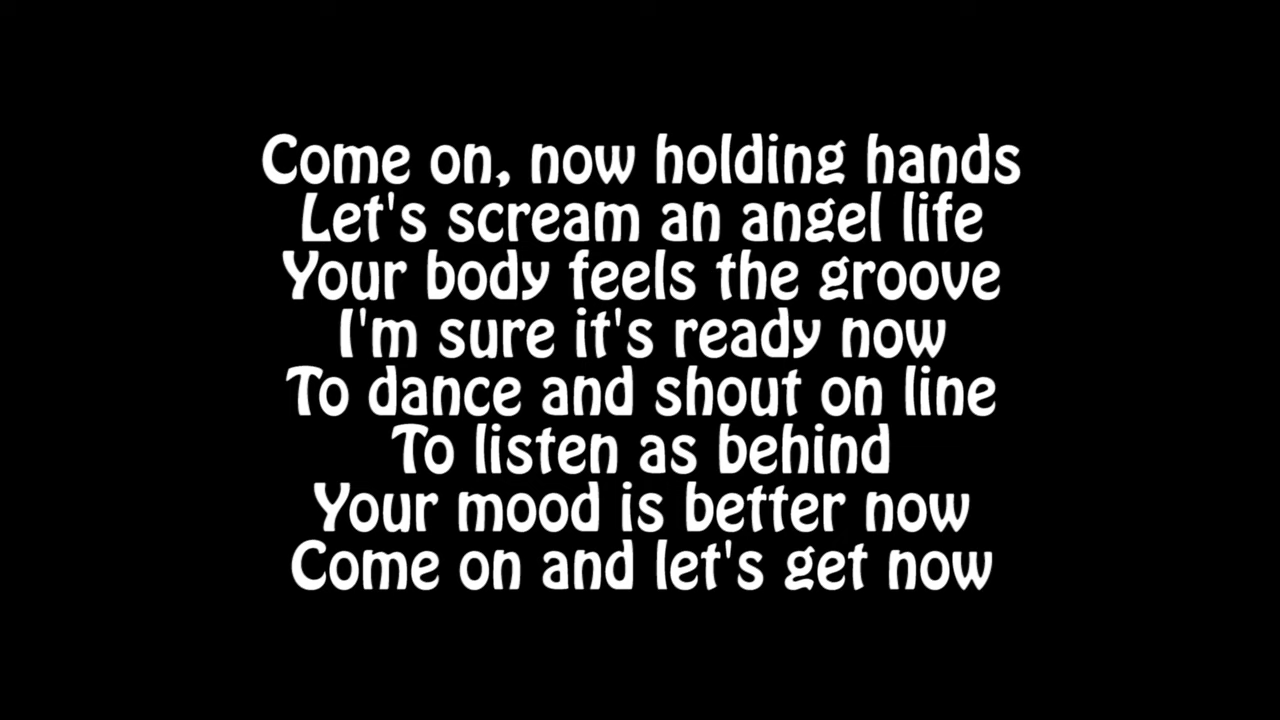 Come on, now holding hands
Let's scream an angel life
Your body feels the groove
I'm sure it's ready now
To dance and shout on line
To listen as behind
Your mood is better now
Come on and let's get now